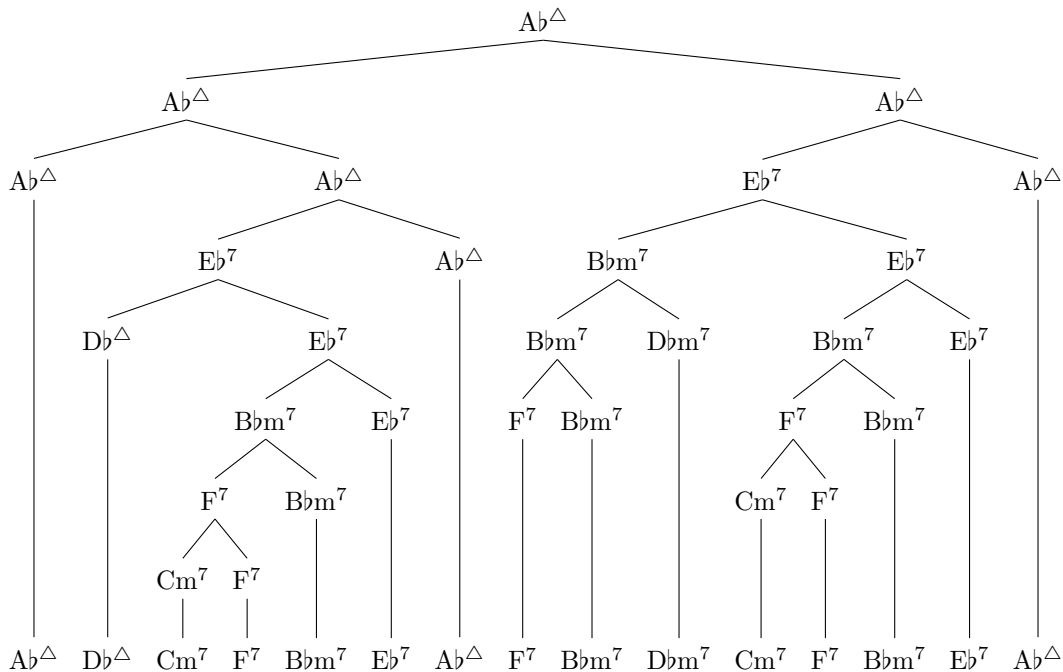 A♭△
A♭△ A♭△
A♭△ A♭△ E♭7 A♭△
E♭7 A♭△ B♭m7 E♭7
D♭△ E♭7 B♭m7 D♭m7 B♭m7 E♭7
B♭m7 E♭7 F7 B♭m7 F7 B♭m7
F7 B♭m7 Cm7 F7
Cm7 F7
A♭△ D♭△ Cm7 F7 B♭m7 E♭7 A♭△ F7 B♭m7 D♭m7 Cm7 F7 B♭m7 E♭7 A♭△